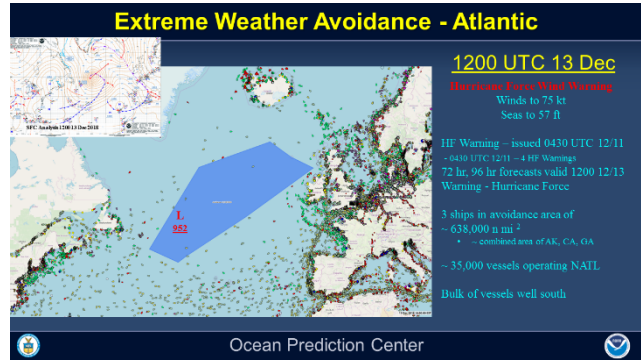 Extreme Weather Avoidance - Atlantic
1200 UTC 13 Dec
Hurricane Force Wind Warning
Winds to 75 kt
Seas to 57 ft
HF Warning – issued 0430 UTC 12/11
- 0430 UTC 12/11 – 4 HF Warnings
72 hr, 96 hr forecasts valid 1200 12/13
Warning - Hurricane Force
3 ships in avoidance area of
~ 638,000 n mi 2
• ~ combined area of AK, CA, GA
~ 35,000 vessels operating NATL
Bulk of vessels well south
SFC Analysis 1200 13 Dec 2018
L
952
Ocean Prediction Center